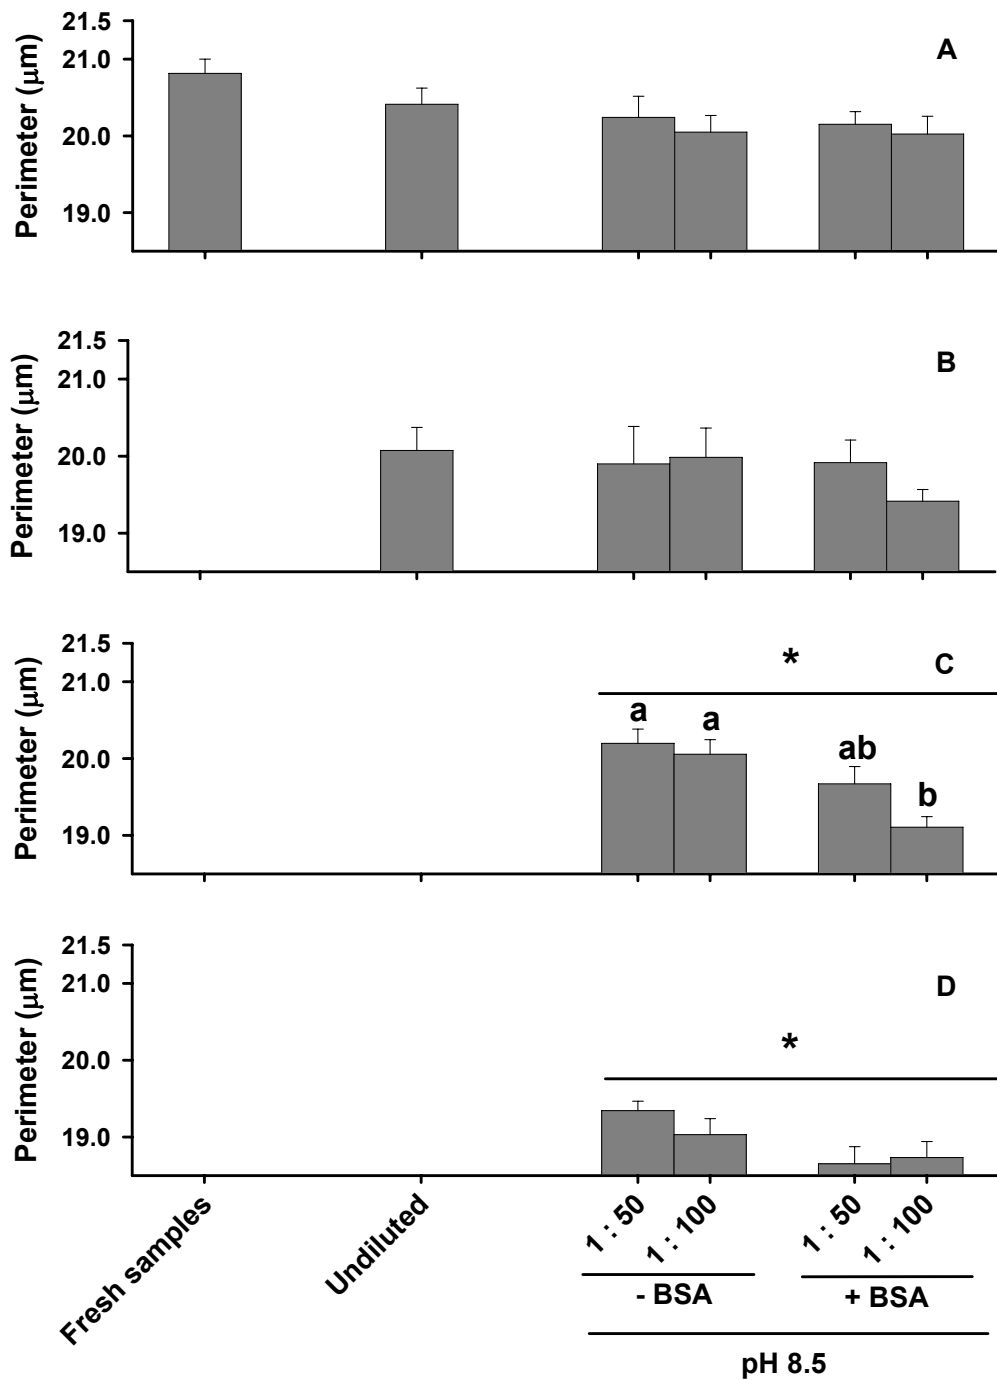 21.5
21.0
20.0
19.0
Perimeter (μm)
A
21.5
21.0
20.0
19.0
Perimeter (μm)
B
21.5
21.0
20.0
19.0
Perimeter (μm)
*
C
a
a
ab
b
21.5
21.0
20.0
19.0
Perimeter (μm)
D
*
Fresh samples
Undiluted
1 : 50
1 : 100
1 : 50
1 : 100
- BSA
+ BSA
pH 8.5